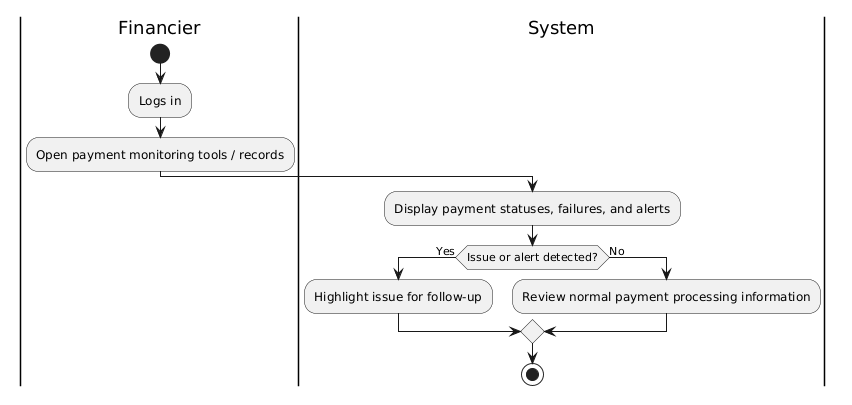 Financier
System
Logs in
Open payment monitoring tools / records
Display payment statuses, failures, and alerts
Yes
Issue or alert detected?
No
Highlight issue for follow-up
Review normal payment processing information